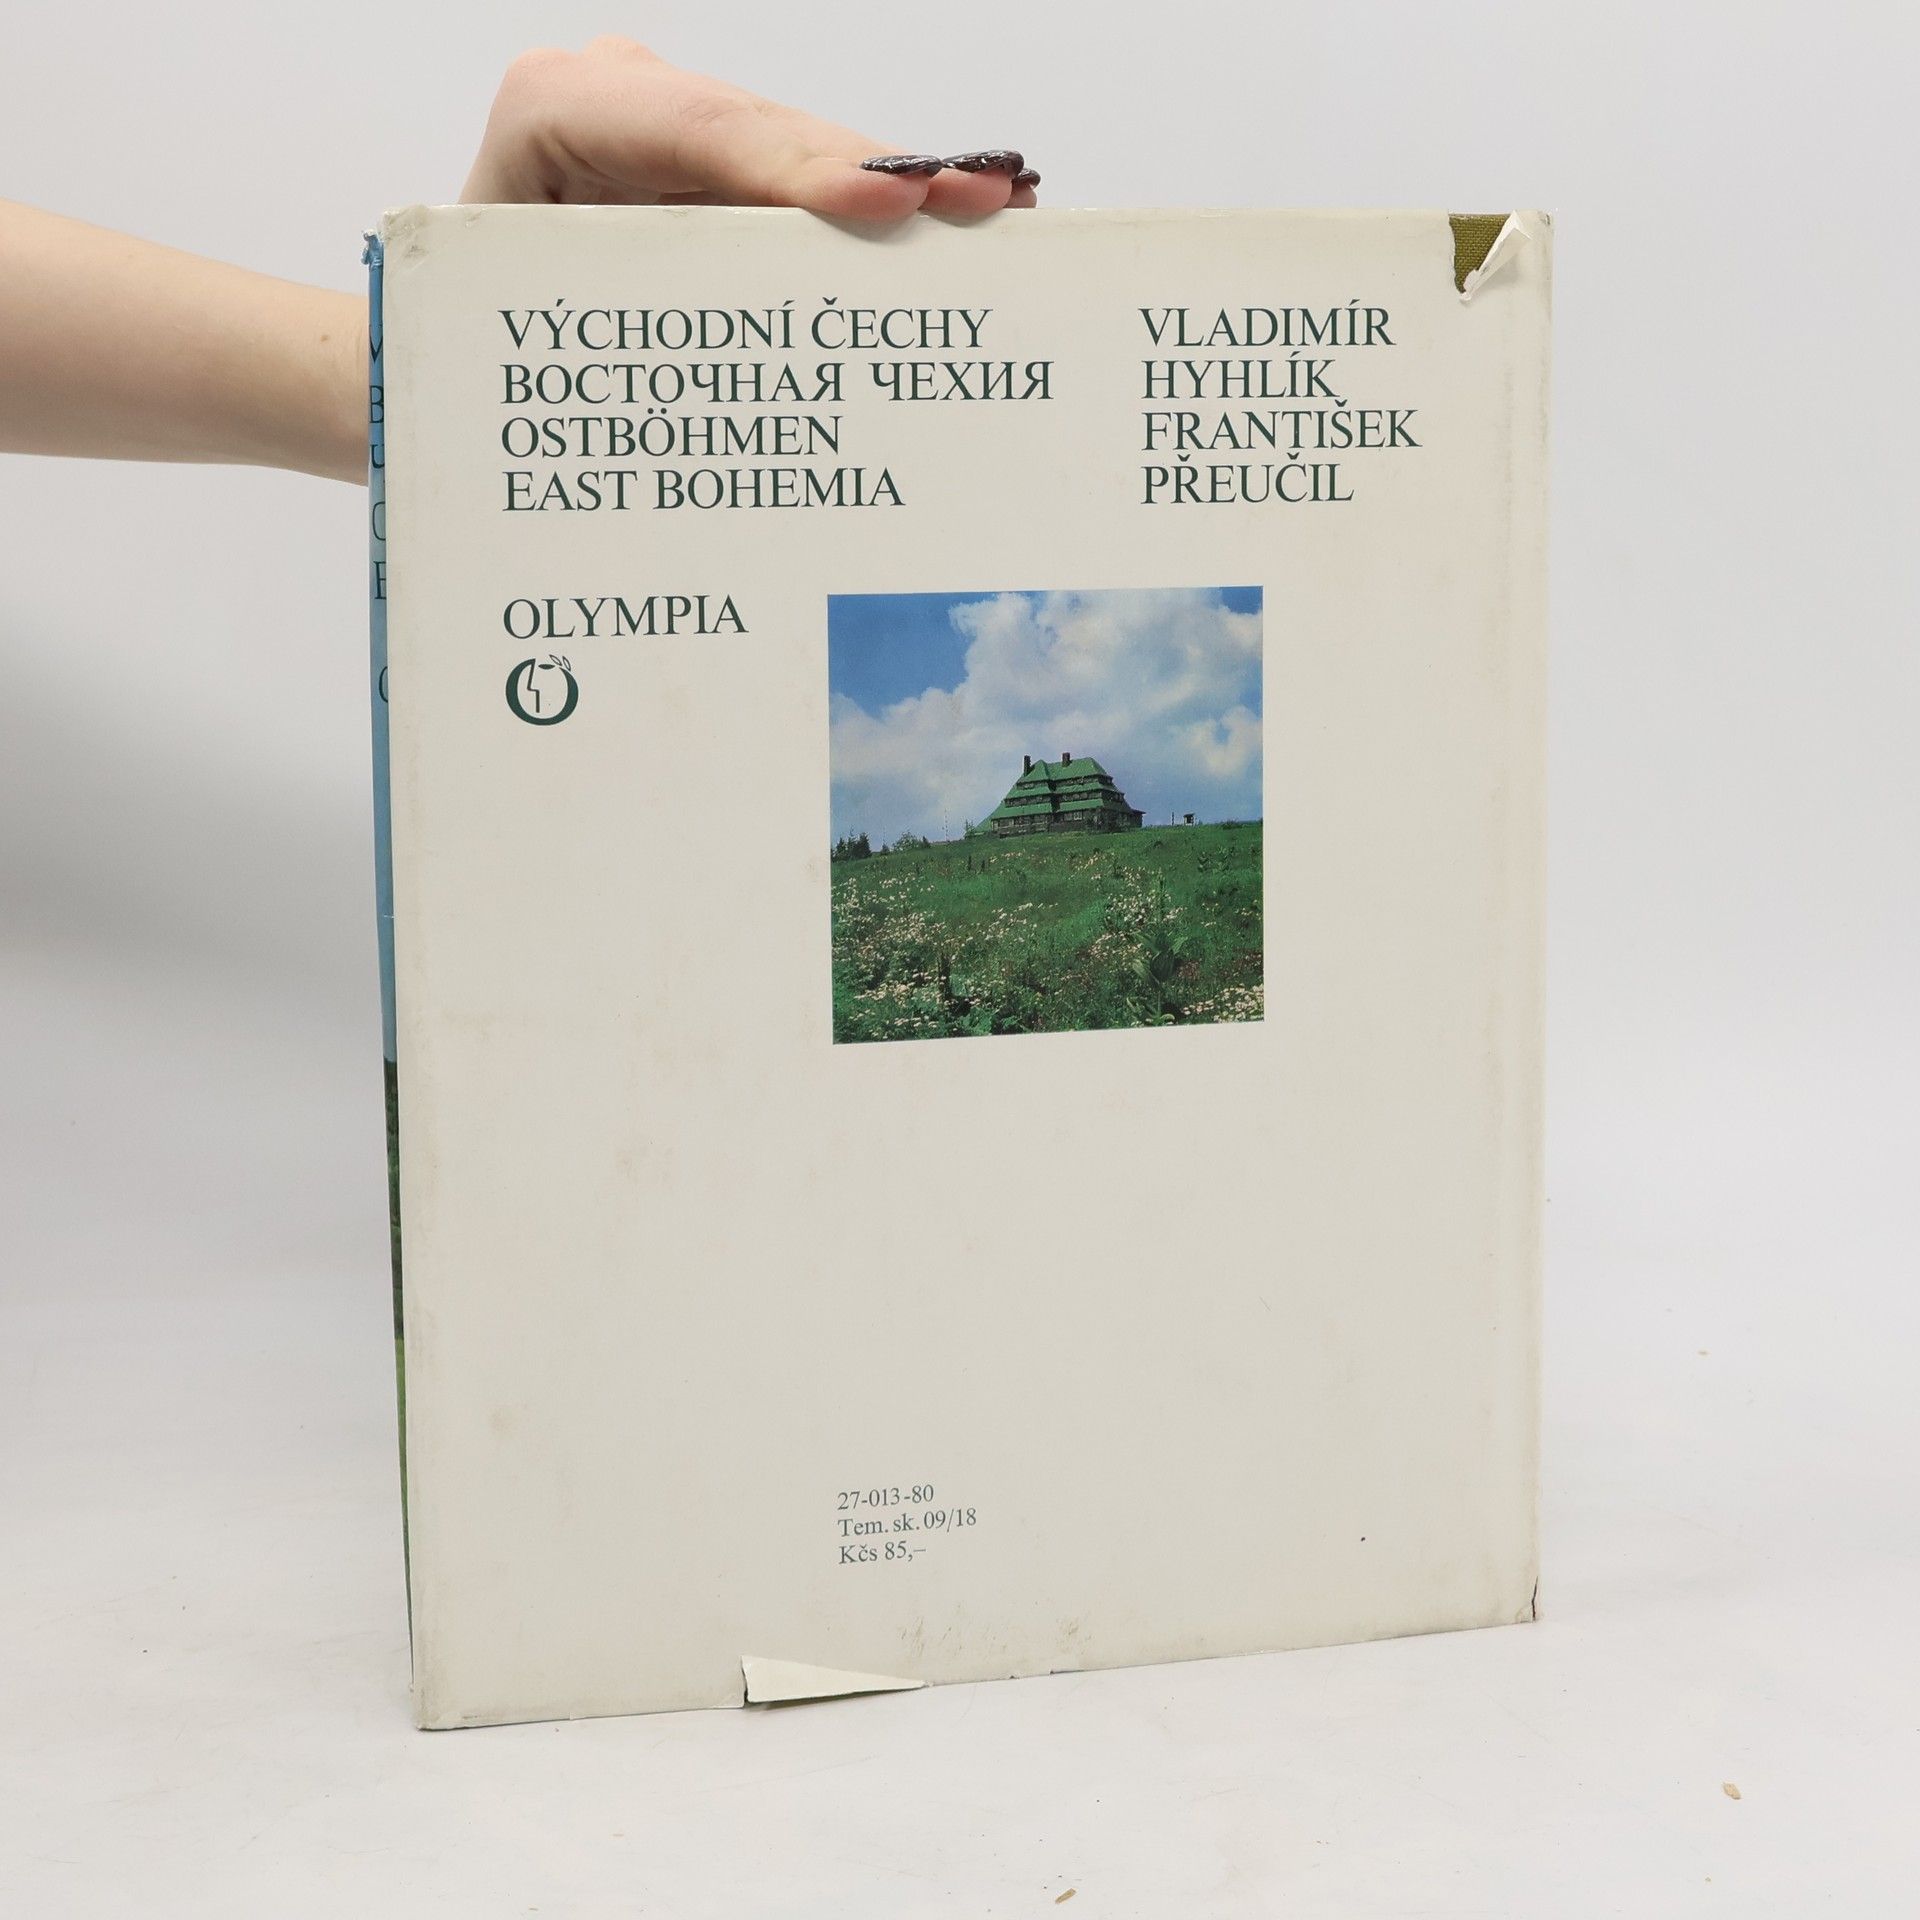 VÝCHODNÍ ČECHY
ВОСТОЧНАЯ ЧЕХИЯ
OSTBÖHMEN
EAST BOHEMIA
VLADIMÍR
HYHLÍK
FRANTIŠEK
PŘEUČIL
OLYMPIA
27-013-80
Tem. sk. 09/18
Kčs 85,–